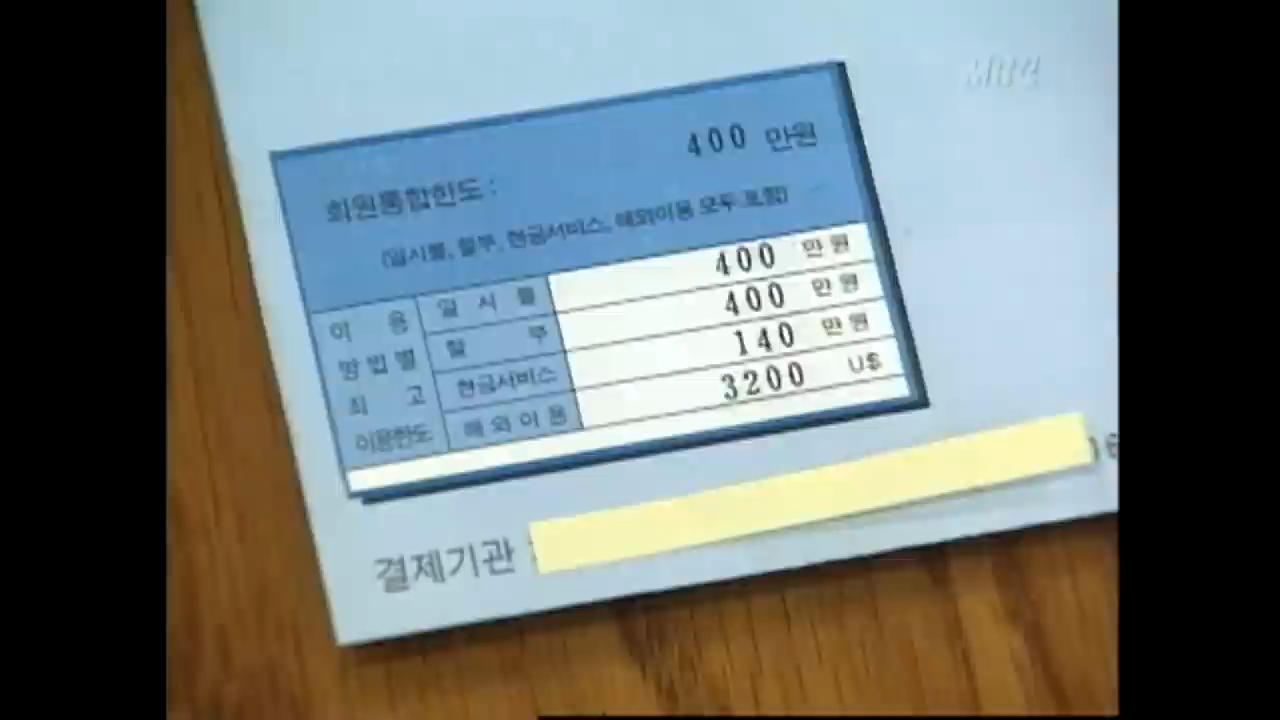 MBC
400 만원
회원통합한도 :
(일시불, 할부, 현금서비스, 해외이용 모두 포함)
이 용
방법별
최 고
이용한도
일 시 불 400 만원
할 부 400 만원
현금서비스 140 만원
해외이용 3200 U$
결제기관 :